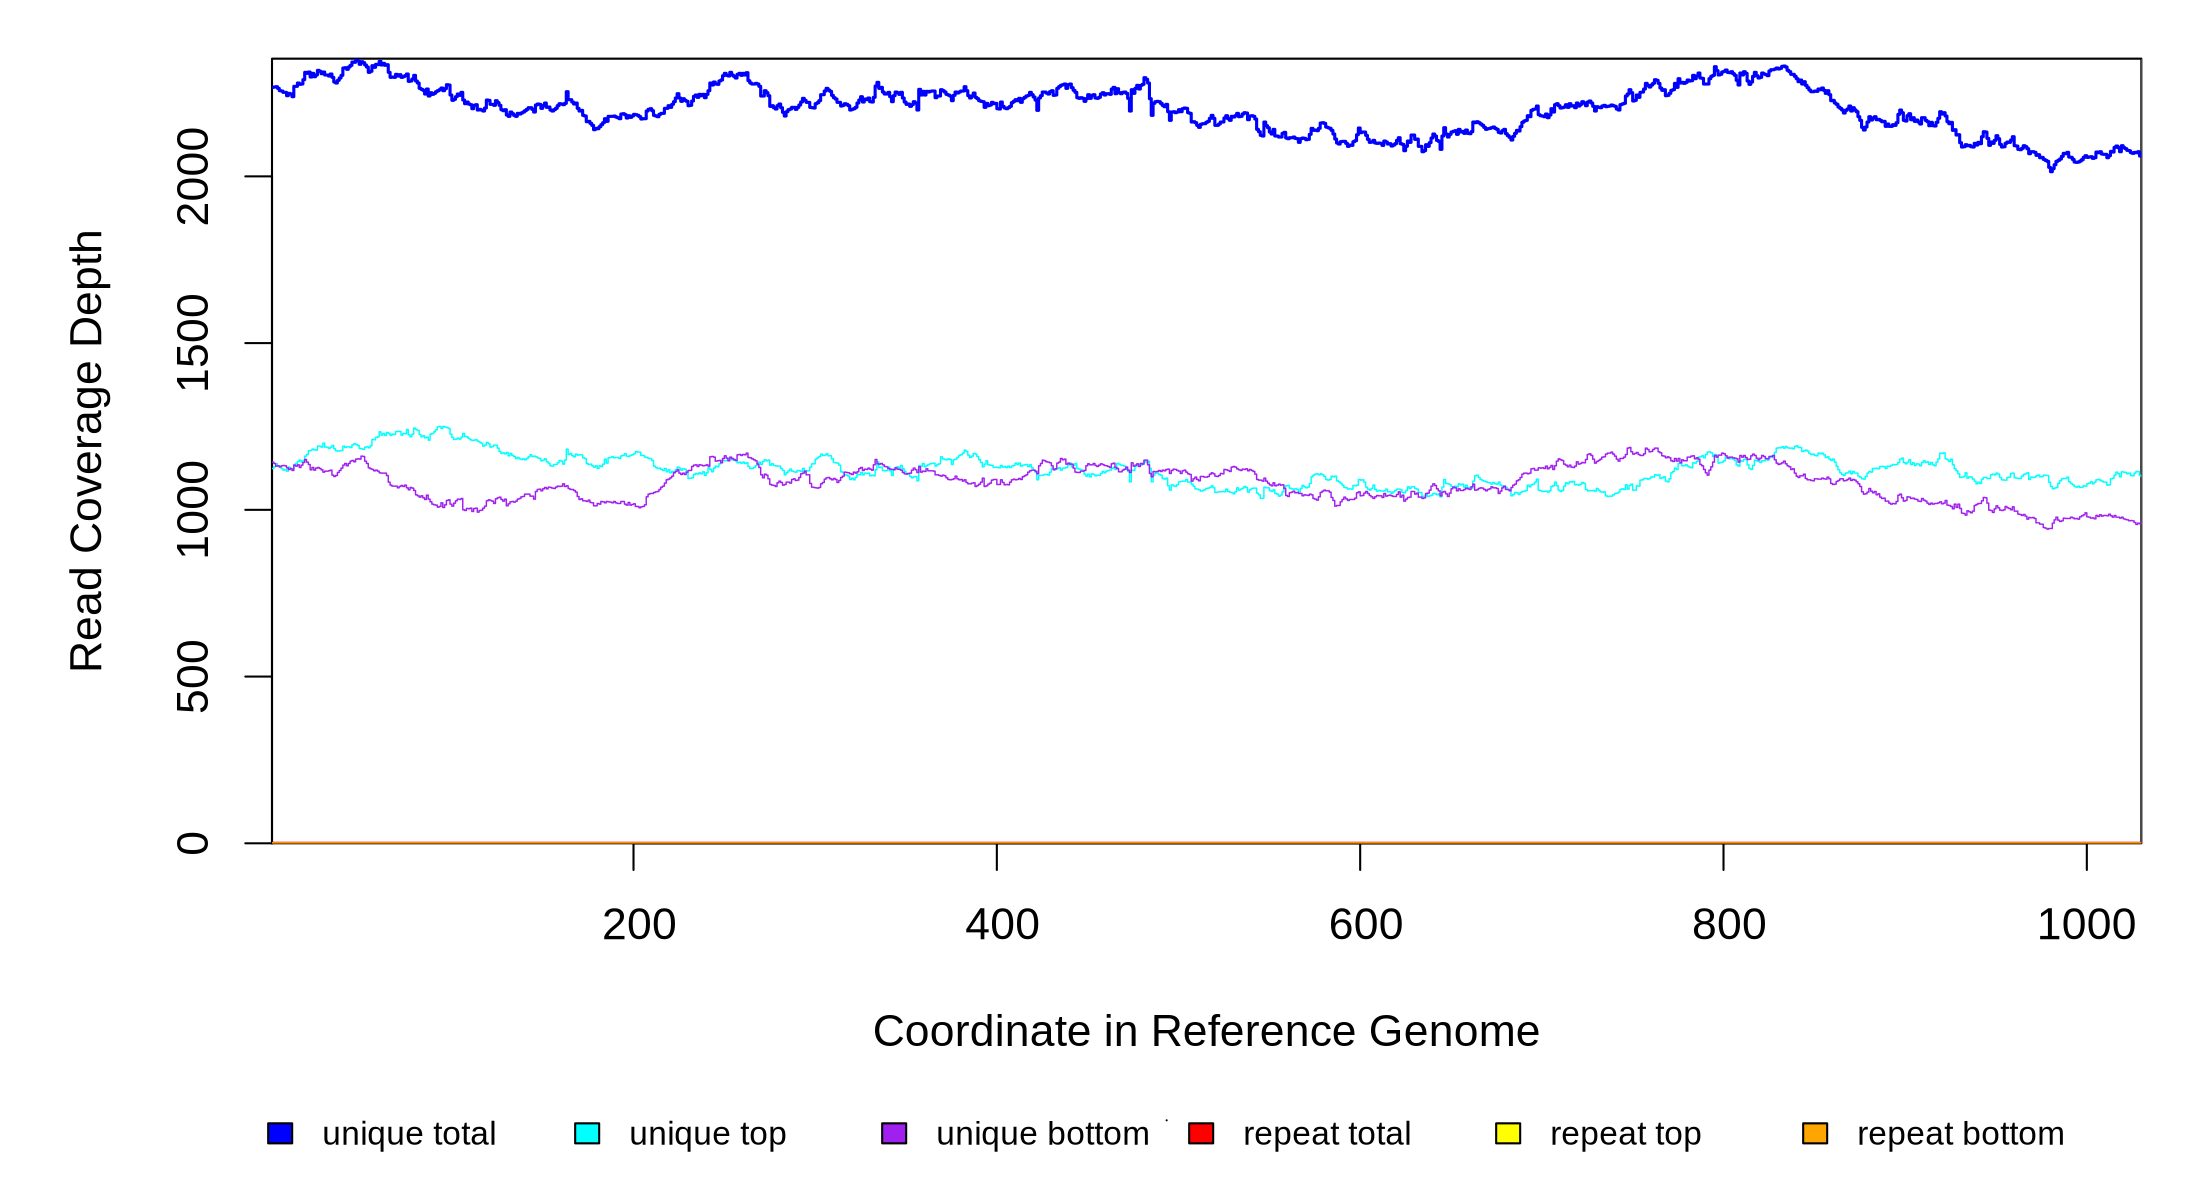 Read Coverage Depth
2000
1500
1000
500
0
200 400 600 800 1000
Coordinate in Reference Genome
unique total unique top unique bottom repeat total repeat top repeat bottom